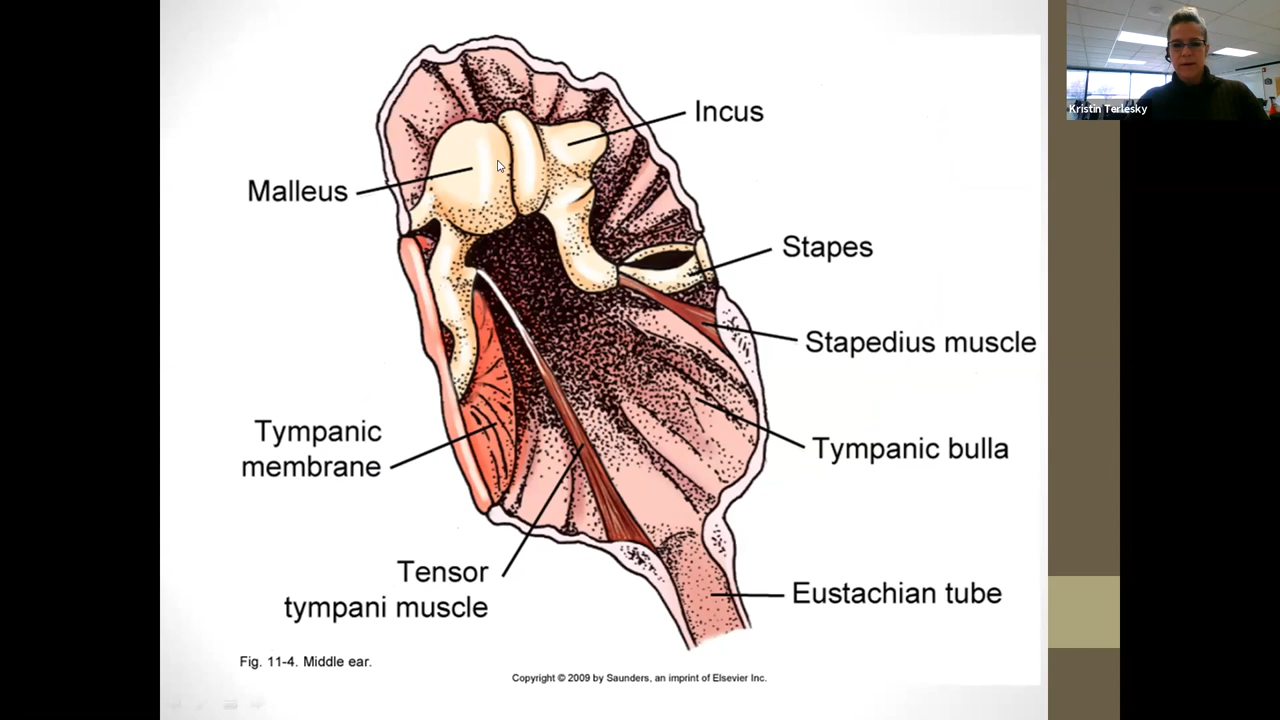 Kristin Terlesky
Incus
Malleus
Stapes
Stapedius muscle
Tympanic
membrane
Tympanic bulla
Tensor
tympani muscle
Eustachian tube
Fig. 11-4. Middle ear.
Copyright © 2009 by Saunders, an imprint of Elsevier Inc.